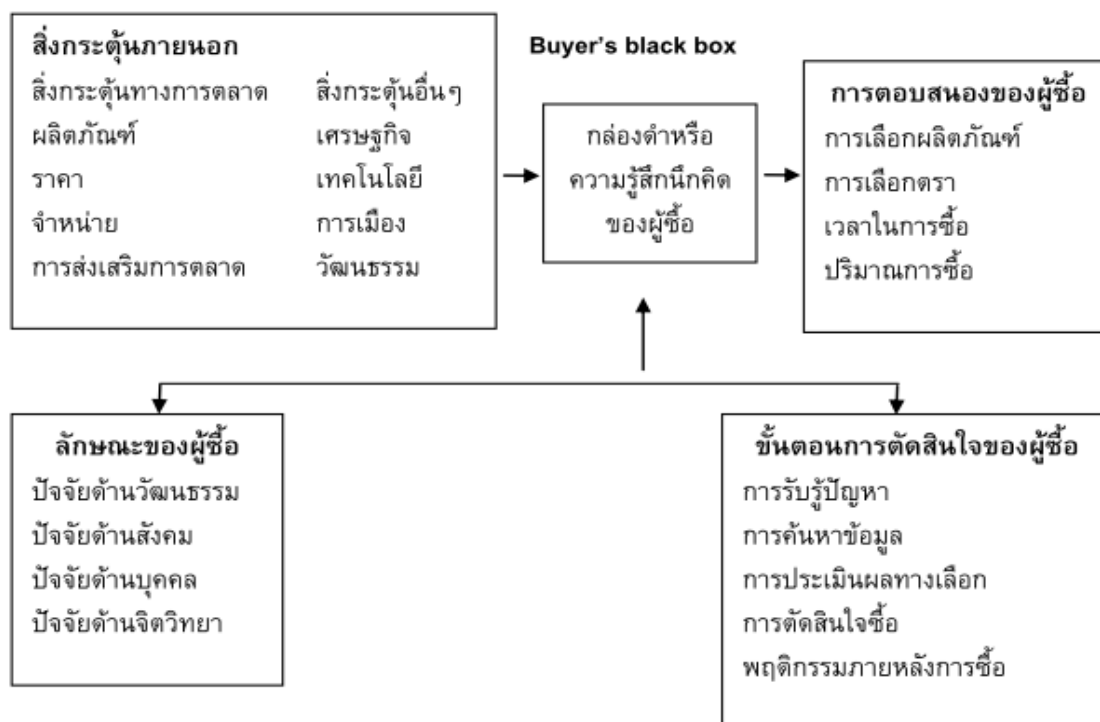 สิ่งกระตุ้นภายนอก
สิ่งกระตุ้นทางการตลาด สิ่งกระตุ้นอื่นๆ
ผลิตภัณฑ์ เศรษฐกิจ
ราคา เทคโนโลยี
จำหน่าย การเมือง
การส่งเสริมการตลาด วัฒนธรรม
Buyer's black box
กล่องดำหรือ
ความรู้สึกนึกคิด
ของผู้ซื้อ
การตอบสนองของผู้ซื้อ
การเลือกผลิตภัณฑ์
การเลือกตรา
เวลาในการซื้อ
ปริมาณการซื้อ
ลักษณะของผู้ซื้อ
ปัจจัยด้านวัฒนธรรม
ปัจจัยด้านสังคม
ปัจจัยด้านบุคคล
ปัจจัยด้านจิตวิทยา
ขั้นตอนการตัดสินใจของผู้ซื้อ
การรับรู้ปัญหา
การค้นหาข้อมูล
การประเมินผลทางเลือก
การตัดสินใจซื้อ
พฤติกรรมภายหลังการซื้อ